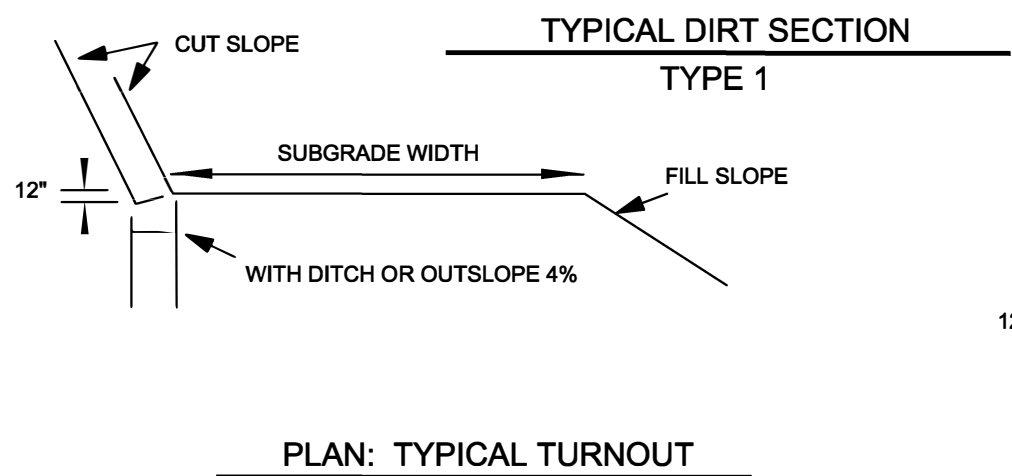 TYPICAL DIRT SECTION
TYPE 1
CUT SLOPE
SUBGRADE WIDTH
12"
FILL SLOPE
WITH DITCH OR OUTSLOPE 4%
12
PLAN: TYPICAL TURNOUT